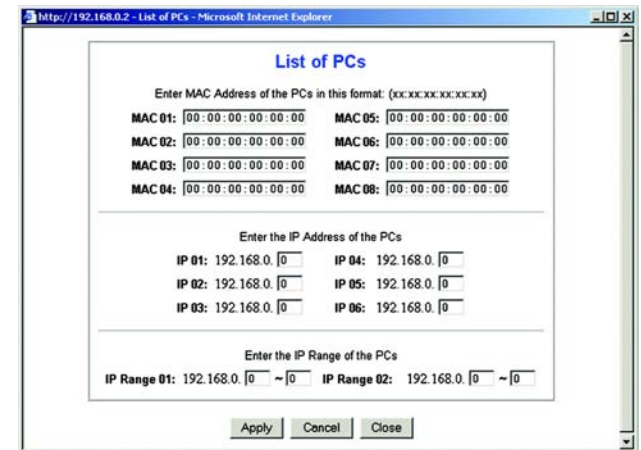 http://192.168.0.2 - List of PCs - Microsoft Internet Explorer
List of PCs
Enter MAC Address of the PCs in this format: (xx:xx:xx:xx:xx:xx)
MAC 01: 00:00:00:00:00:00 MAC 05: 00:00:00:00:00:00
MAC 02: 00:00:00:00:00:00 MAC 06: 00:00:00:00:00:00
MAC 03: 00:00:00:00:00:00 MAC 07: 00:00:00:00:00:00
MAC 04: 00:00:00:00:00:00 MAC 08: 00:00:00:00:00:00
Enter the IP Address of the PCs
IP 01: 192.168.0. 0 IP 04: 192.168.0. 0
IP 02: 192.168.0. 0 IP 05: 192.168.0. 0
IP 03: 192.168.0. 0 IP 06: 192.168.0. 0
Enter the IP Range of the PCs
IP Range 01: 192.168.0. 0 ~ 0 IP Range 02: 192.168.0. 0 ~ 0
Apply Cancel Close